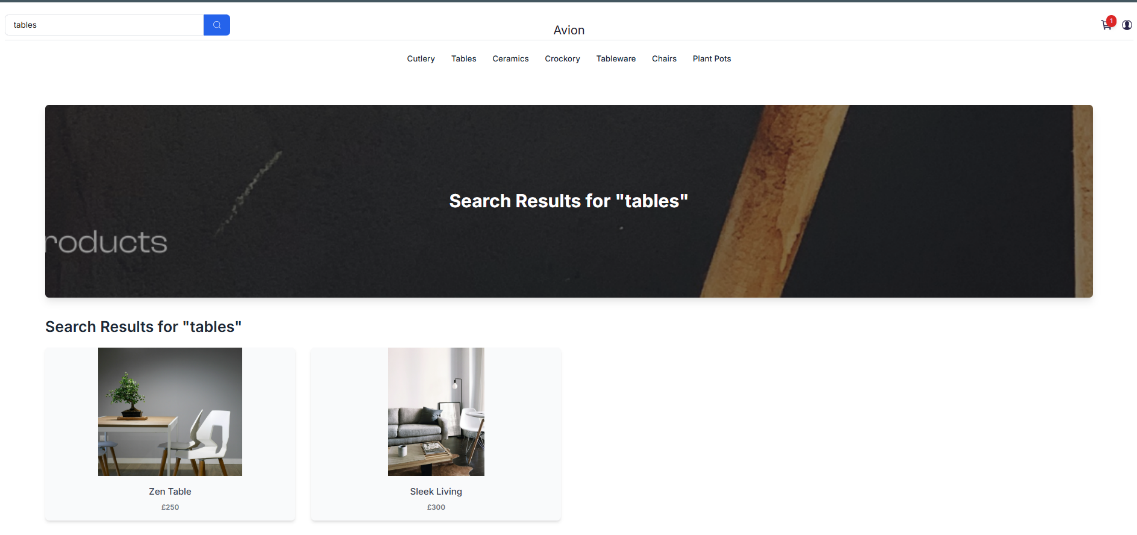 tables
Avion
1
Cutlery Tables Ceramics Crockory Tableware Chairs Plant Pots
Search Results for "tables"
roducts
Search Results for "tables"
Zen Table
£250
Sleek Living
£300